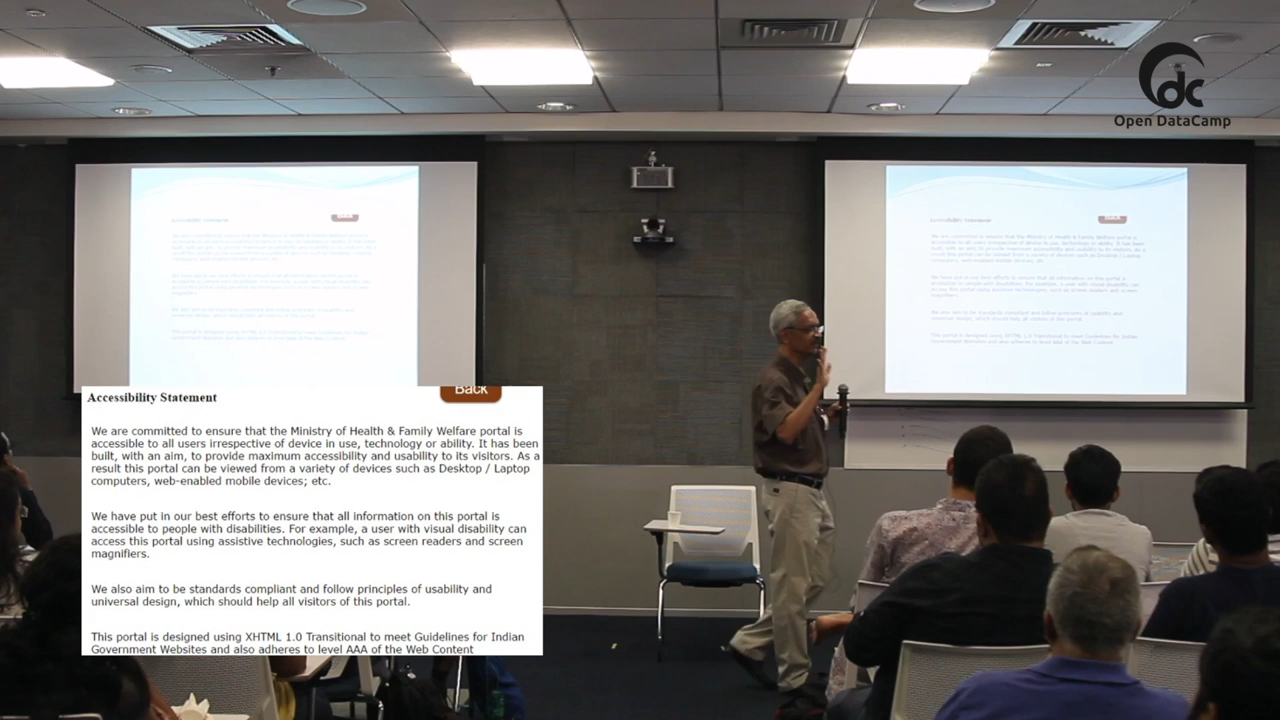 dc
Open DataCamp
Accessibility Statement
Back
We are committed to ensure that the Ministry of Health & Family Welfare portal is
accessible to all users irrespective of device in use, technology or ability. It has been
built, with an aim, to provide maximum accessibility and usability to its visitors. As a
result this portal can be viewed from a variety of devices such as Desktop / Laptop
computers, web-enabled mobile devices; etc.
We have put in our best efforts to ensure that all information on this portal is
accessible to people with disabilities. For example, a user with visual disability can
access this portal using assistive technologies, such as screen readers and screen
magnifiers.
We also aim to be standards compliant and follow principles of usability and
universal design, which should help all visitors of this portal.
This portal is designed using XHTML 1.0 Transitional to meet Guidelines for Indian
Government Websites and also adheres to level AAA of the Web Content